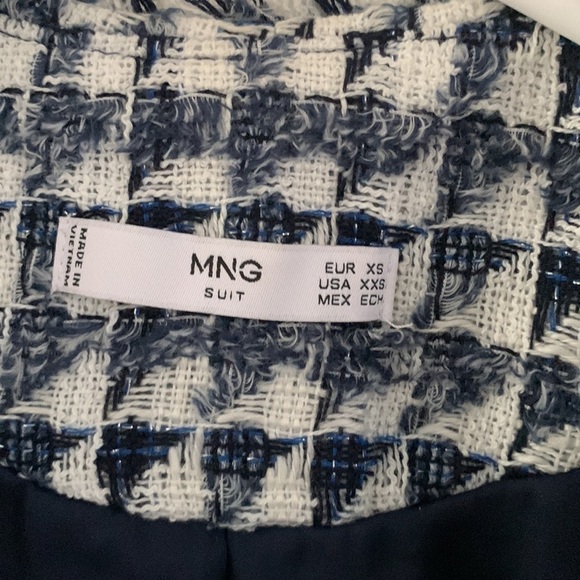 MADE IN
VIETNAM
MNG
SUIT
EUR XS
USA XXS
MEX ECH